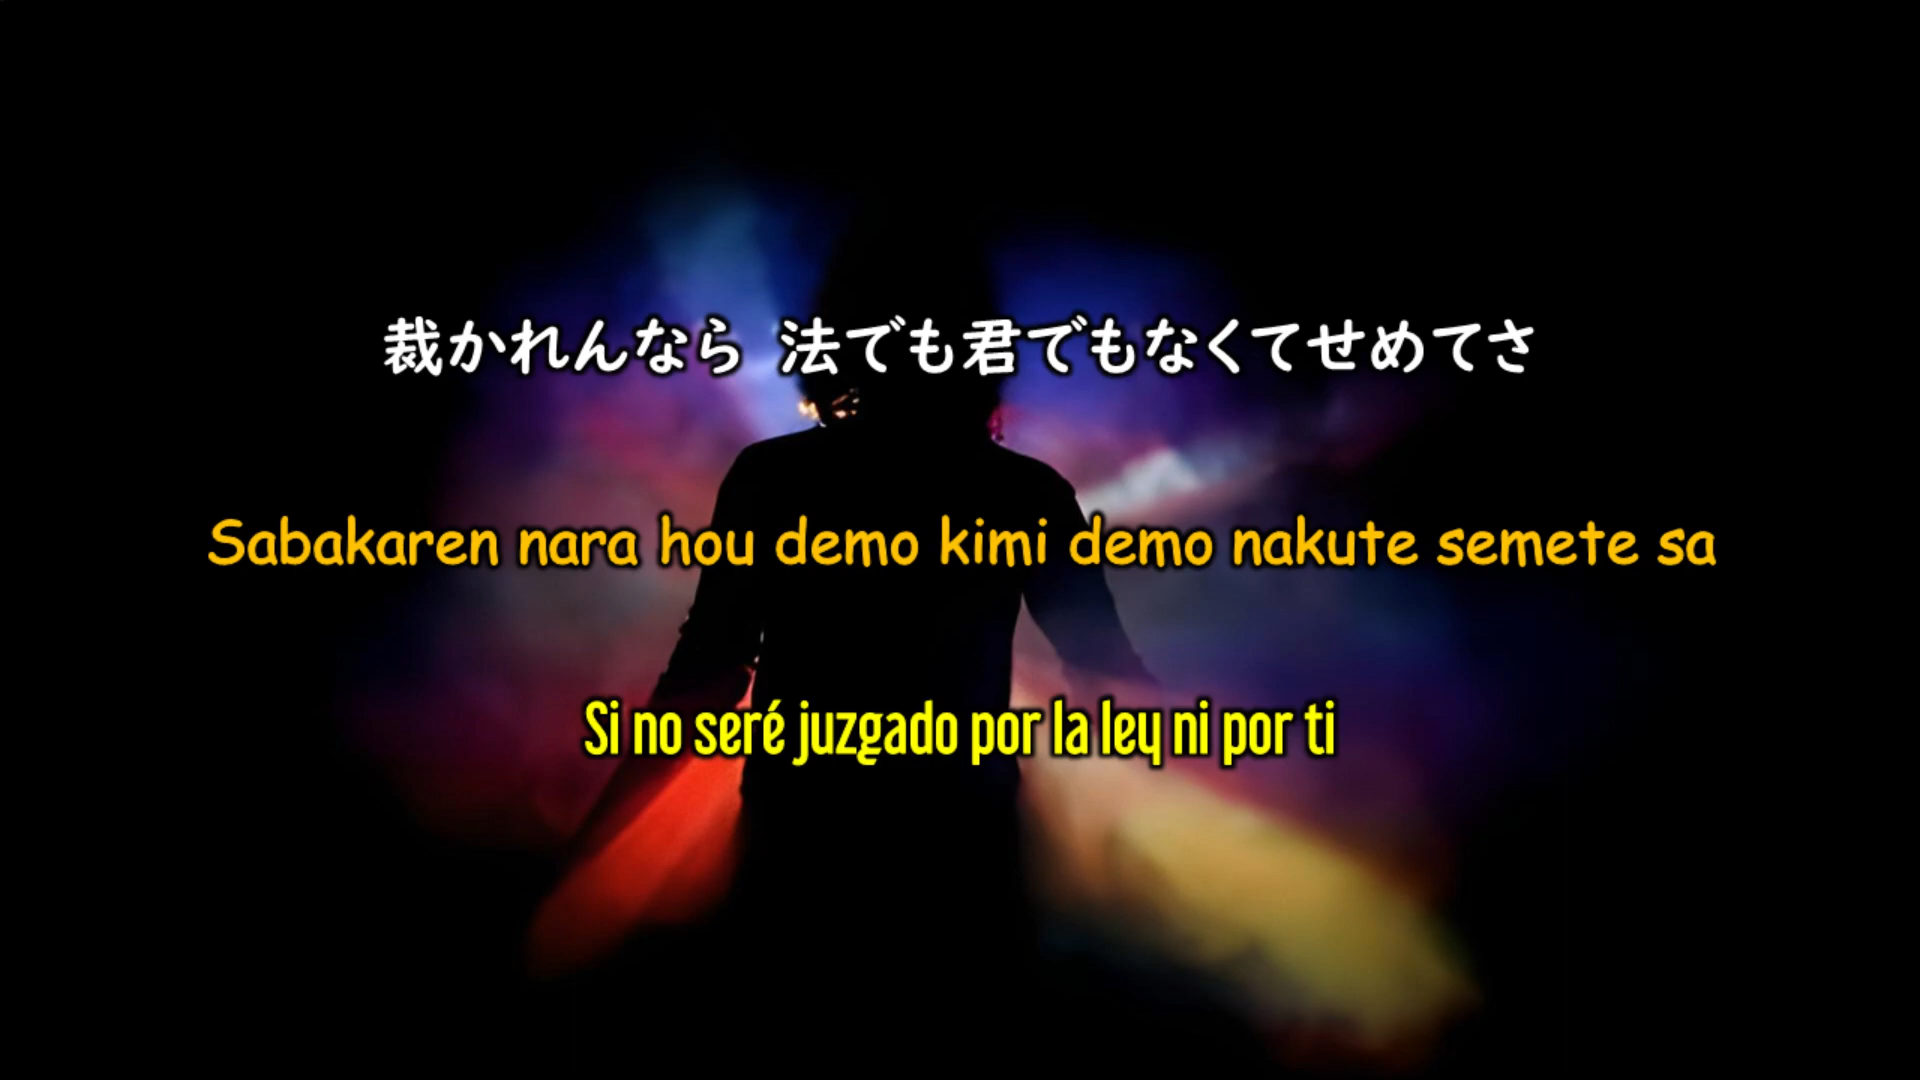 裁かれんなら 法でも君でもなくてせめてさ
Sabakaren nara hou demo kimi demo nakute semete sa
Si no seré juzgado por la ley ni por ti